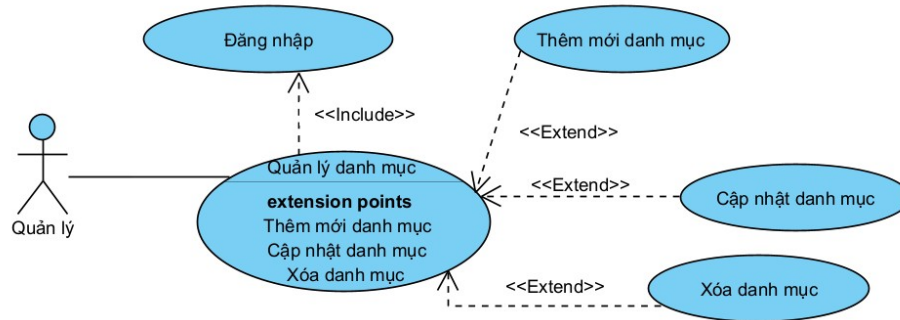 Đăng nhập
Thêm mới danh mục
<<Include>>
<<Extend>>
Quản lý danh mục
<<Extend>>
extension points
Cập nhật danh mục
Thêm mới danh mục
Quản lý
Cập nhật danh mục
Xóa danh mục
<<Extend>>
Xóa danh mục